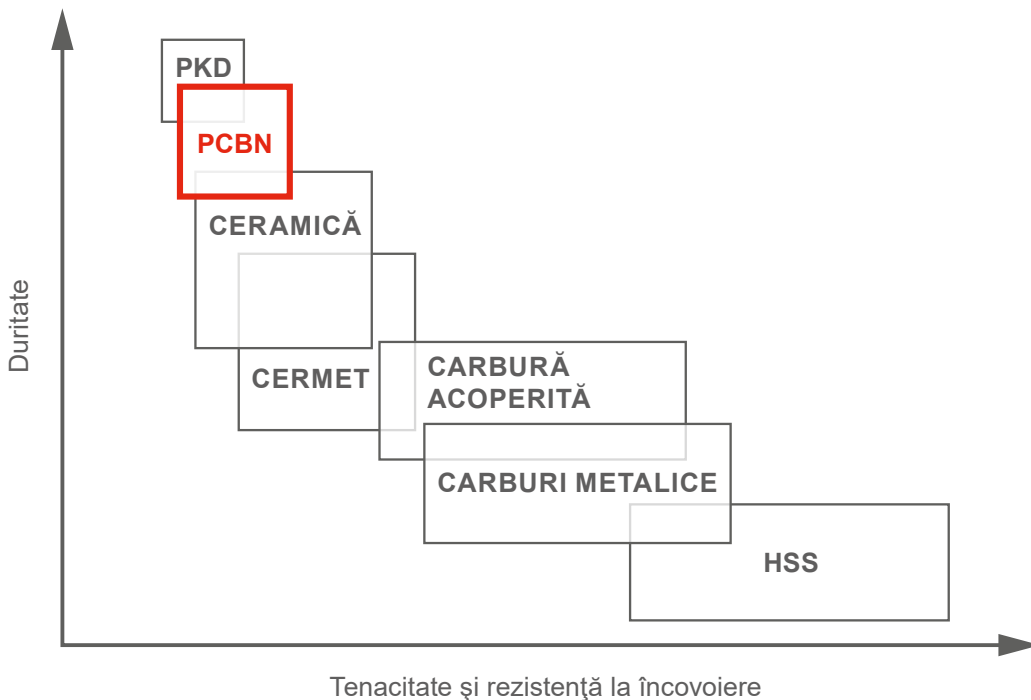 PKD
PCBN
CERAMICĂ
CERMET
CARBURĂ
ACOPERITĂ
CARBURI METALICE
HSS
Duritate
Tenacitate şi rezistenţă la încovoiere